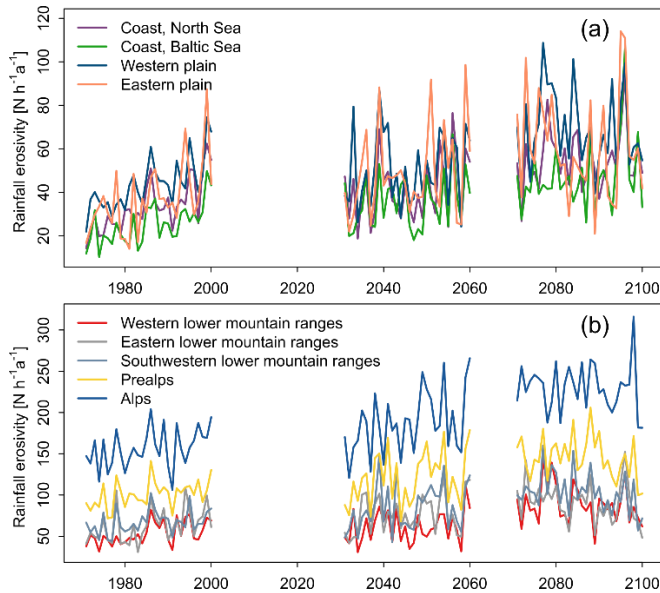 (a)
Coast, North Sea
Coast, Baltic Sea
Western plain
Eastern plain
Rainfall erosivity [N h⁻¹a⁻¹]
120
100
80
60
40
20
1980 2000 2020 2040 2060 2080 2100
(b)
Western lower mountain ranges
Eastern lower mountain ranges
Southwestern lower mountain ranges
Prealps
Alps
Rainfall erosivity [N h⁻¹a⁻¹]
300
250
200
150
100
50
1980 2000 2020 2040 2060 2080 2100